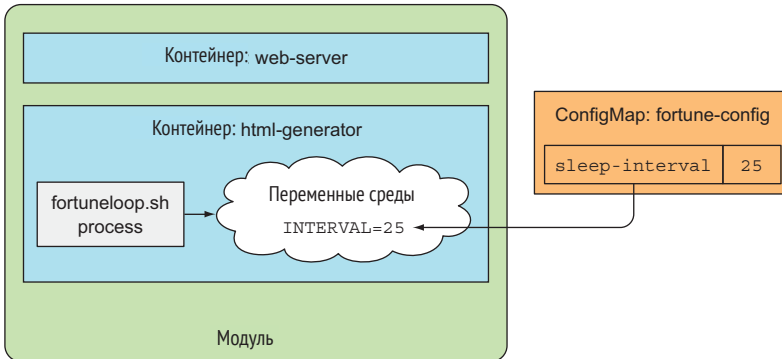 Контейнер: web-server
Контейнер: html-generator
fortuneloop.sh
process
Переменные среды
INTERVAL=25
Модуль
ConfigMap: fortune-config
sleep-interval 25